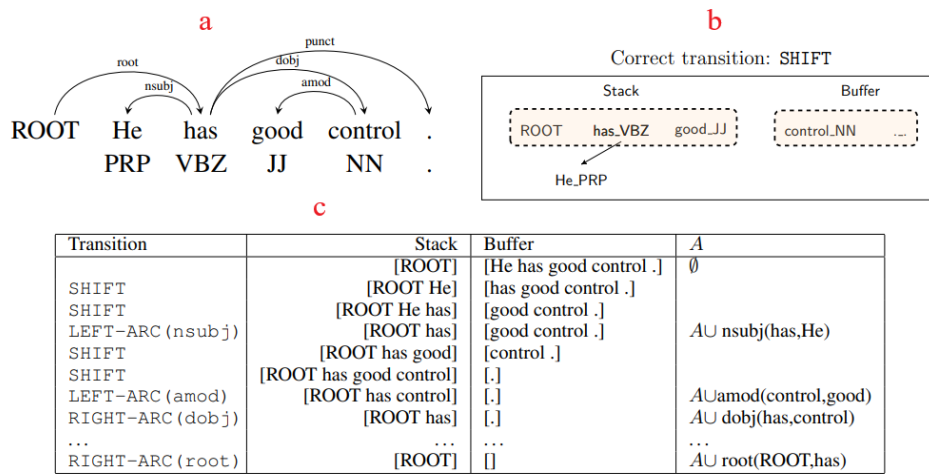 a
punct
root
dobj
nsubj
amod
ROOT He has good control .
PRP VBZ JJ NN .
b
Correct transition: SHIFT
Stack Buffer
ROOT has_VBZ good_JJ control_NN ._.
He_PRP
c
Transition Stack Buffer A
[ROOT] [He has good control .] ∅
SHIFT [ROOT He] [has good control .]
SHIFT [ROOT He has] [good control .]
LEFT-ARC(nsubj) [ROOT has] [good control .] A∪ nsubj(has,He)
SHIFT [ROOT has good] [control .]
SHIFT [ROOT has good control] [.]
LEFT-ARC(amod) [ROOT has control] [.] A∪amod(control,good)
RIGHT-ARC(dobj) [ROOT has] [.] A∪ dobj(has,control)
... ... ... ...
RIGHT-ARC(root) [ROOT] [] A∪ root(ROOT,has)